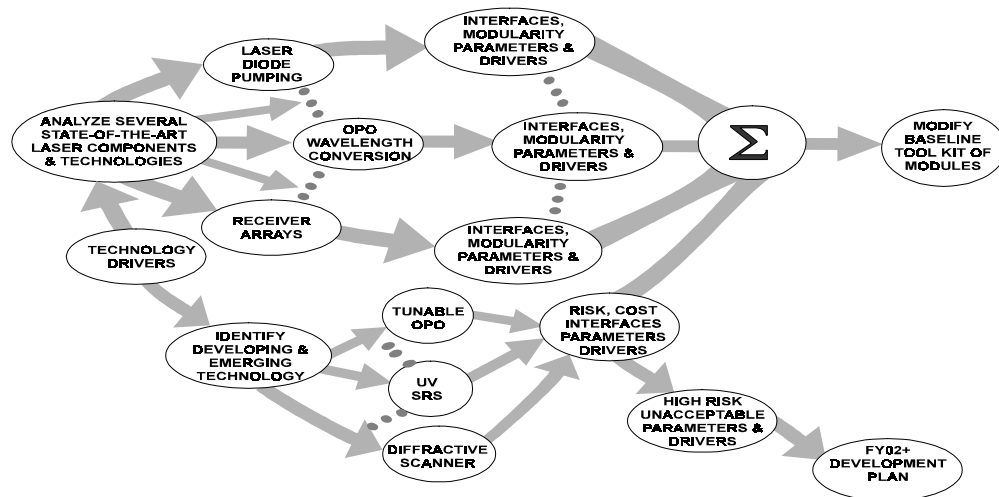 LASER
DIODE
PUMPING
INTERFACES,
MODULARITY
PARAMETERS &
DRIVERS
ANALYZE SEVERAL
STATE-OF-THE-ART
LASER COMPONENTS
& TECHNOLOGIES
OPO
WAVELENGTH
CONVERSION
INTERFACES,
MODULARITY
PARAMETERS &
DRIVERS
Σ
MODIFY
BASELINE
TOOL KIT OF
MODULES
RECEIVER
ARRAYS
INTERFACES,
MODULARITY
PARAMETERS &
DRIVERS
TECHNOLOGY
DRIVERS
IDENTIFY
DEVELOPING &
EMERGING
TECHNOLOGY
TUNABLE
OPO
UV
SRS
DIFFRACTIVE
SCANNER
RISK, COST
INTERFACES
PARAMETERS
DRIVERS
HIGH RISK
UNACCEPTABLE
PARAMETERS &
DRIVERS
FY02+
DEVELOPMENT
PLAN